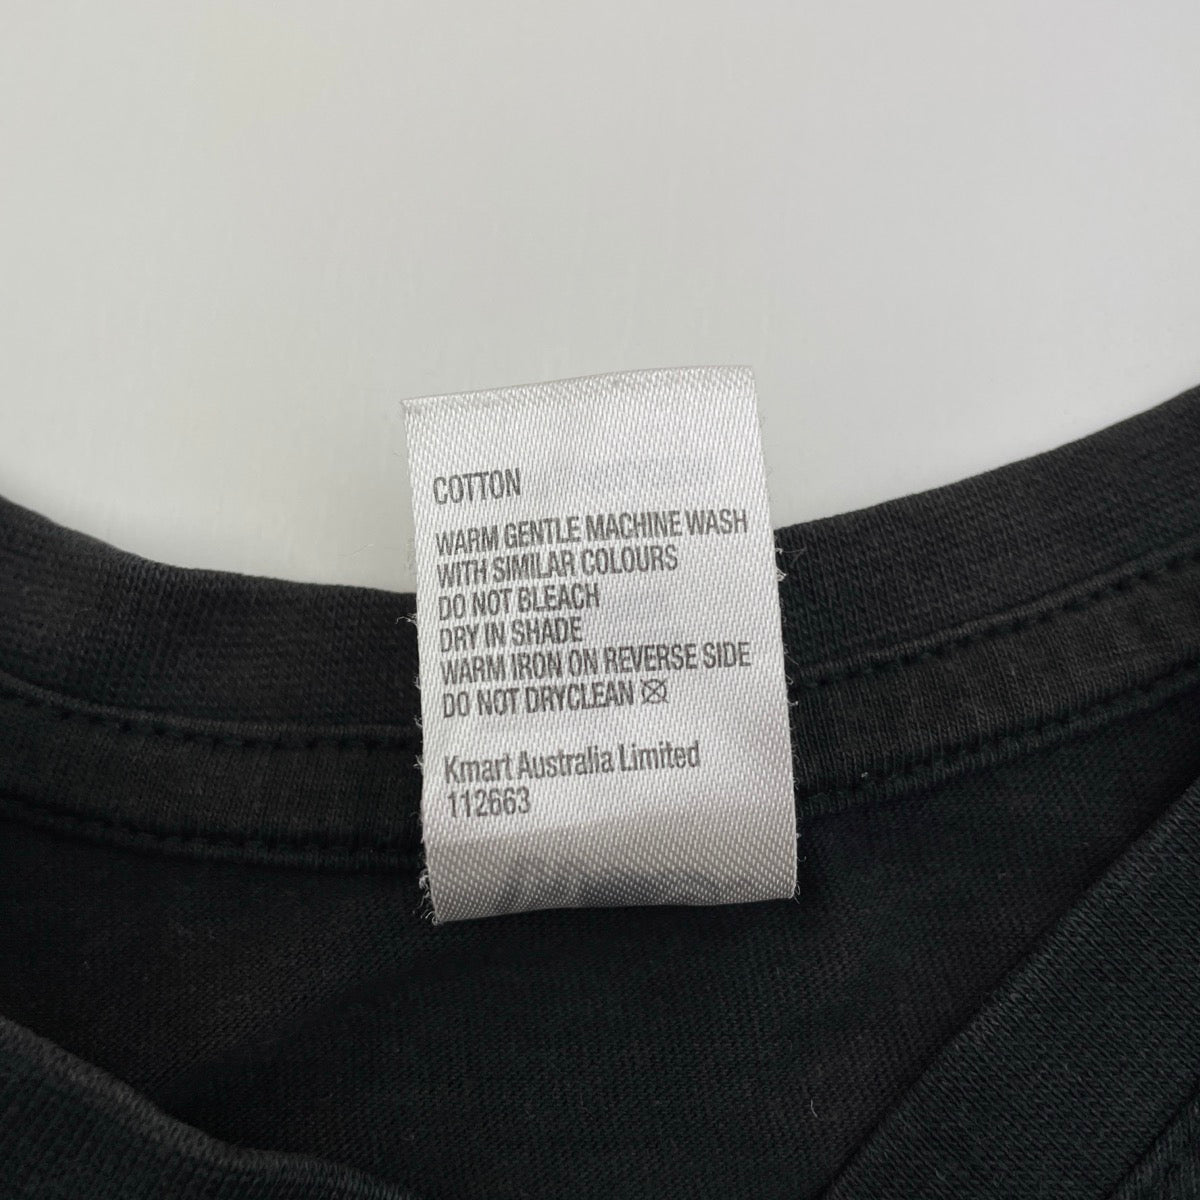 COTTON
WARM GENTLE MACHINE WASH
WITH SIMILAR COLOURS
DO NOT BLEACH
DRY IN SHADE
WARM IRON ON REVERSE SIDE
DO NOT DRYCLEAN
Kmart Australia Limited
112663